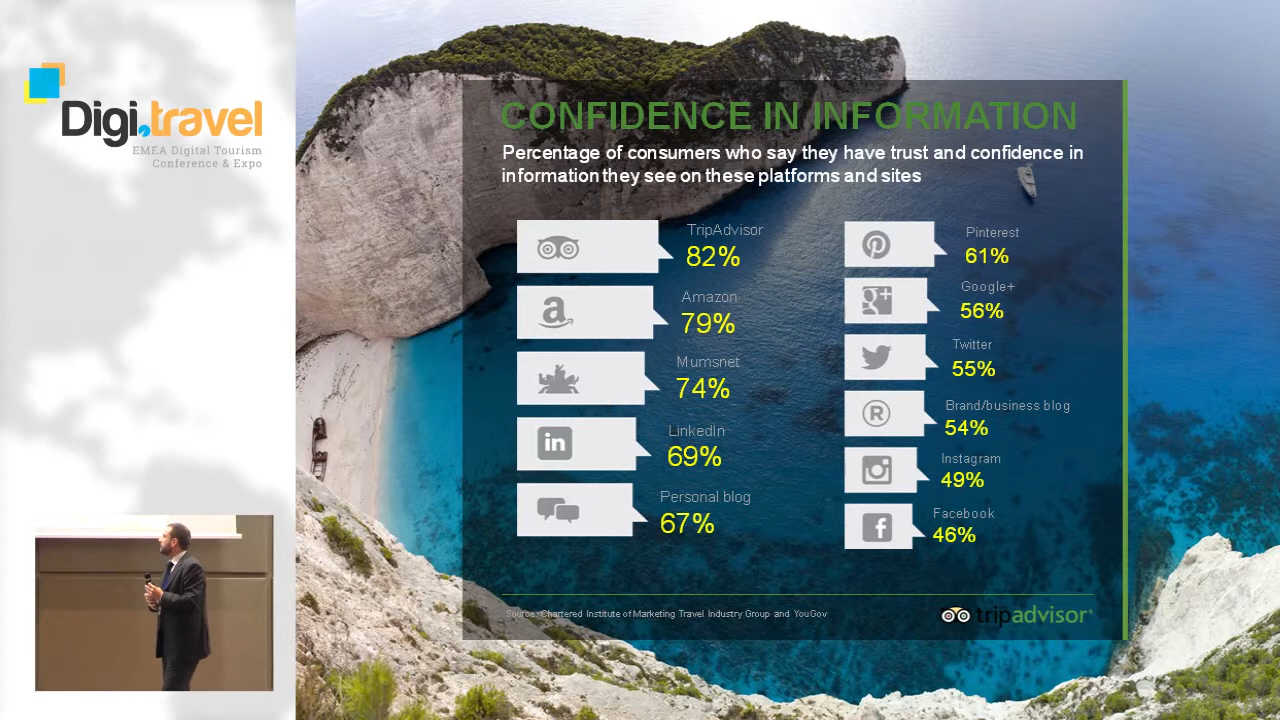 Digi.travel
EMEA Digital Tourism
Conference & Expo
CONFIDENCE IN INFORMATION
Percentage of consumers who say they have trust and confidence in
information they see on these platforms and sites
TripAdvisor
82%
Amazon
79%
Mumsnet
74%
LinkedIn
69%
Personal blog
67%
Pinterest
61%
Google+
56%
Twitter
55%
Brand/business blog
54%
Instagram
49%
Facebook
46%
Source: Chartered Institute of Marketing Travel Industry Group and YouGov
tripadvisor